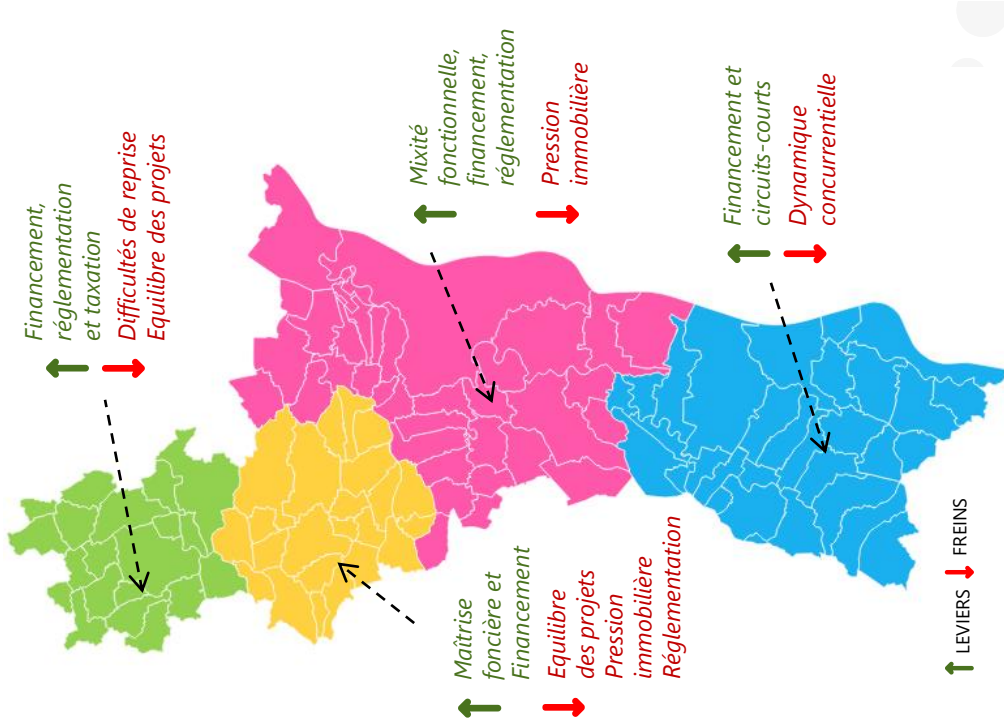 Financement,
réglementation
et taxation
Difficultés de reprise
Equilibre des projets
Mixité
fonctionnelle,
financement,
réglementation
Pression
immobilière
Financement et
circuits-courts
Dynamique
concurrentielle
Maîtrise
foncière et
Financement
Equilibre
des projets
Pression
immobilière
Réglementation
LEVIERS
FREINS